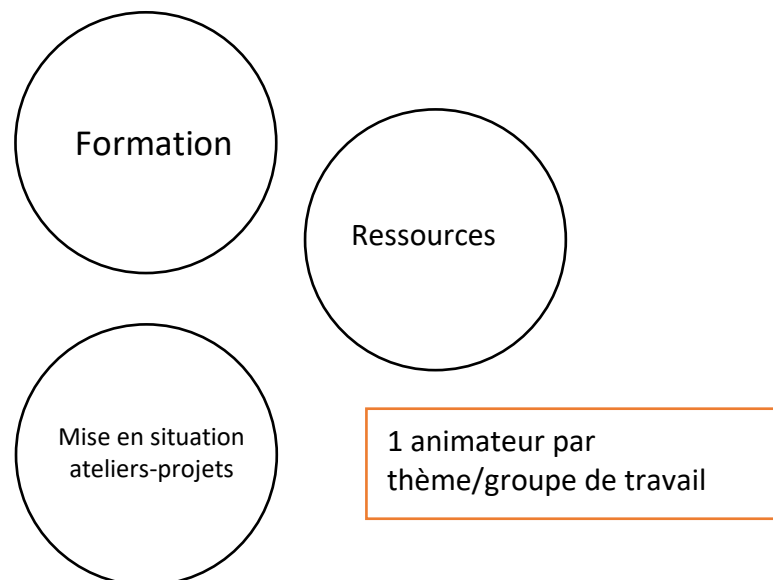 Formation
Ressources
Mise en situation
ateliers-projets
1 animateur par
thème/groupe de travail